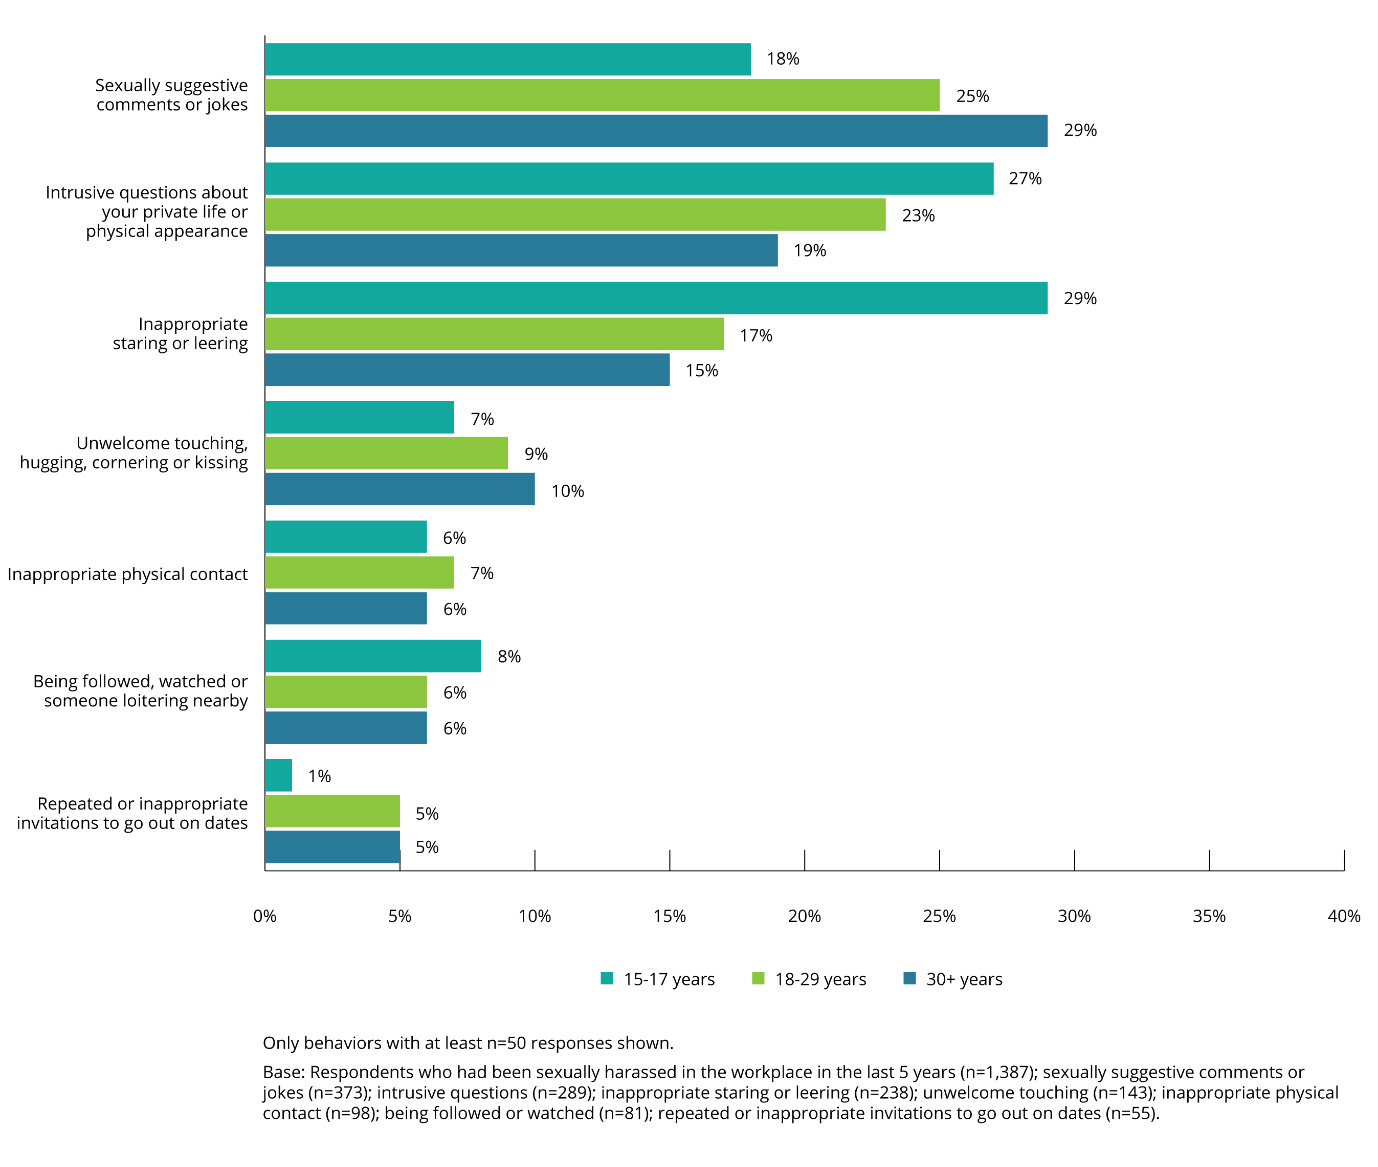 Sexually suggestive
comments or jokes
18%
25%
29%
Intrusive questions about
your private life or
physical appearance
27%
23%
19%
Inappropriate
staring or leering
29%
17%
15%
Unwelcome touching,
hugging, cornering or kissing
7%
9%
10%
Inappropriate physical contact
6%
7%
6%
Being followed, watched or
someone loitering nearby
8%
6%
6%
Repeated or inappropriate
invitations to go out on dates
1%
5%
5%
0% 5% 10% 15% 20% 25% 30% 35% 40%
15-17 years 18-29 years 30+ years
Only behaviors with at least n=50 responses shown.
Base: Respondents who had been sexually harassed in the workplace in the last 5 years (n=1,387); sexually suggestive comments or
jokes (n=373); intrusive questions (n=289); inappropriate staring or leering (n=238); unwelcome touching (n=143); inappropriate physical
contact (n=98); being followed or watched (n=81); repeated or inappropriate invitations to go out on dates (n=55).